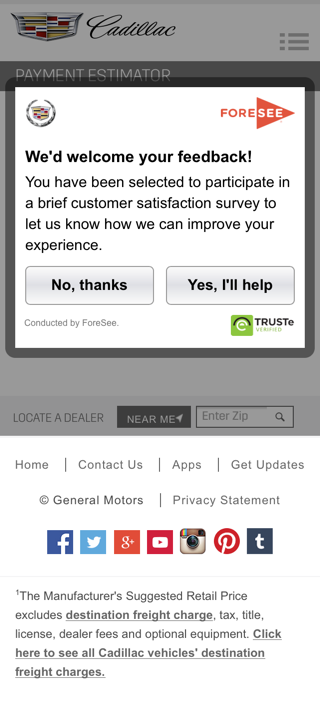 Cadillac
PAYMENT ESTIMATOR
FORESEE
We'd welcome your feedback!
You have been selected to participate in
a brief customer satisfaction survey to
let us know how we can improve your
experience.
No, thanks
Yes, I'll help
Conducted by ForeSee.
TRUSTe
VERIFIED
LOCATE A DEALER NEAR ME Enter Zip
Home | Contact Us | Apps | Get Updates
© General Motors | Privacy Statement
f g+ YouTube p t
1The Manufacturer's Suggested Retail Price
excludes destination freight charge, tax, title,
license, dealer fees and optional equipment. Click
here to see all Cadillac vehicles' destination
freight charges.